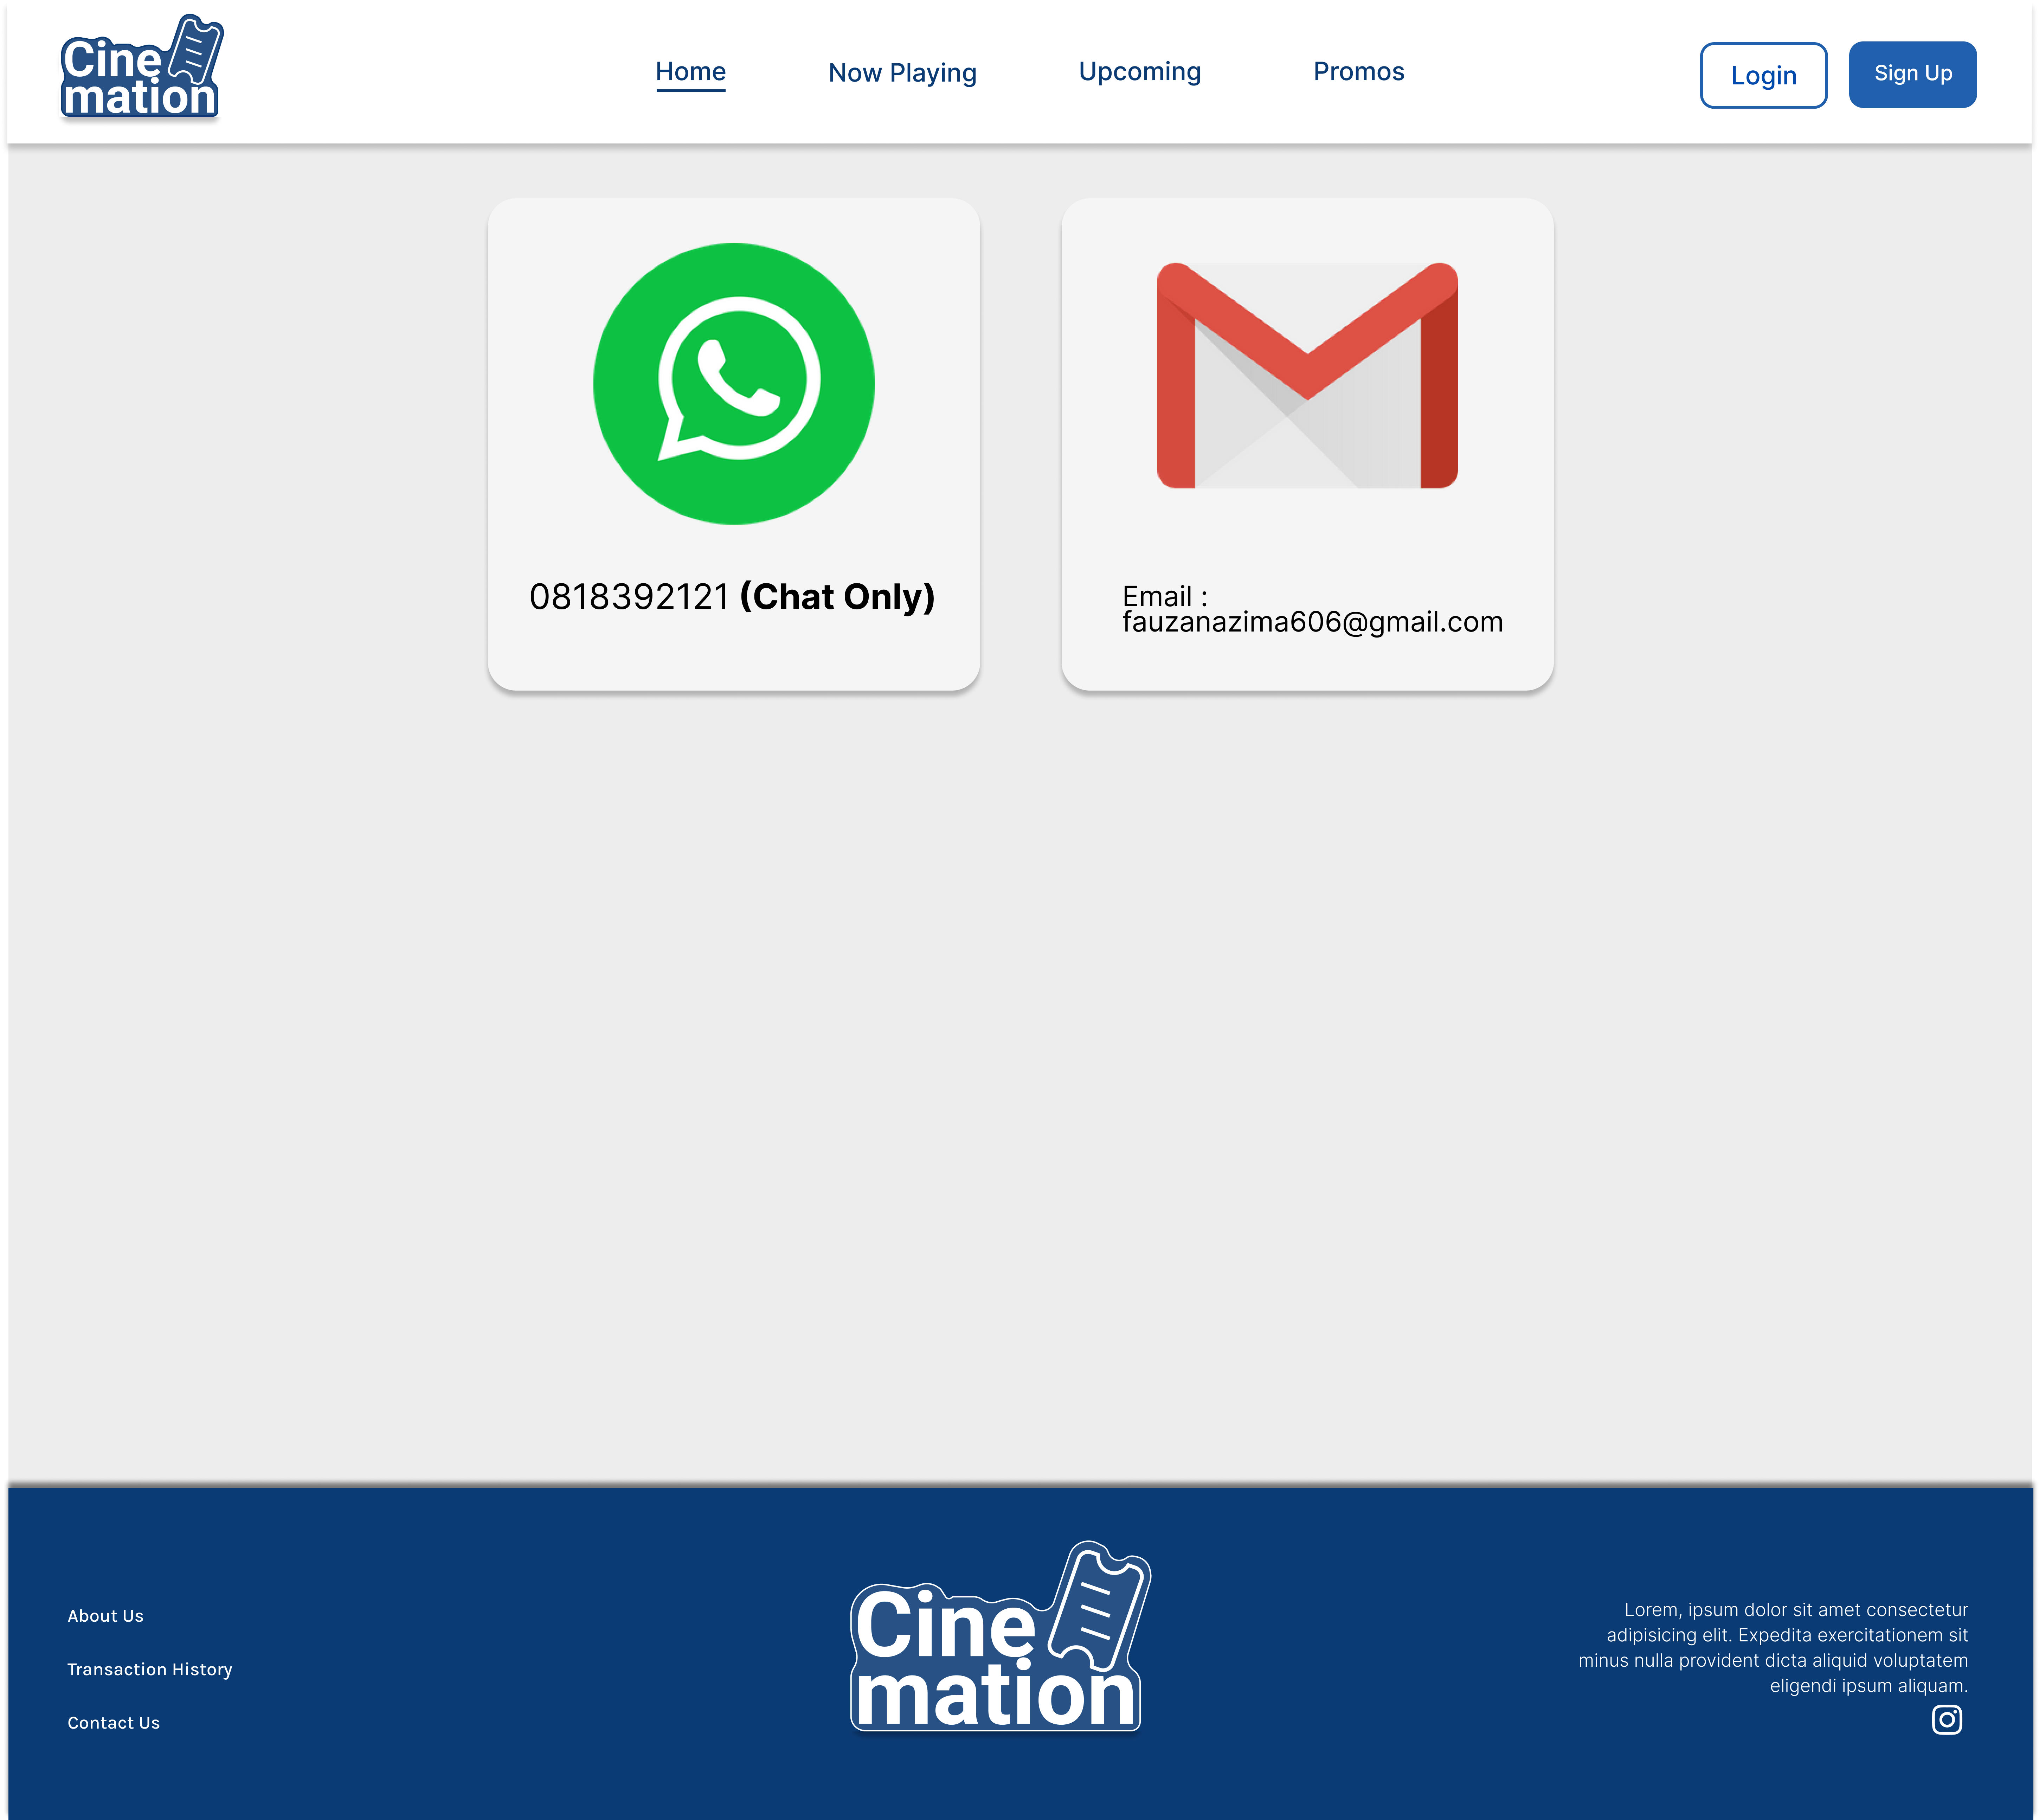 Cine
mation
Home
Now Playing
Upcoming
Promos
Login
Sign Up
0818392121 (Chat Only)
Email :
fauzanazima606@gmail.com
About Us
Transaction History
Contact Us
Cine
mation
Lorem, ipsum dolor sit amet consectetur
adipisicing elit. Expedita exercitationem sit
minus nulla provident dicta aliquid voluptatem
eligendi ipsum aliquam.